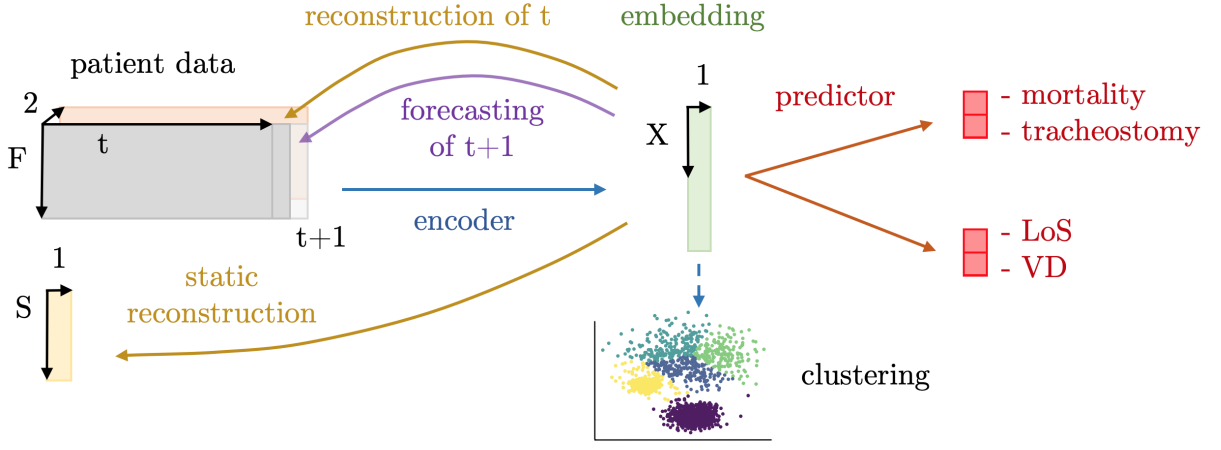 reconstruction of t
embedding
patient data
1
2
predictor
- mortality
forecasting
- tracheostomy
t
X
F
of t+1
encoder
t+1
- LoS
1
static
- VD
S
reconstruction
clustering